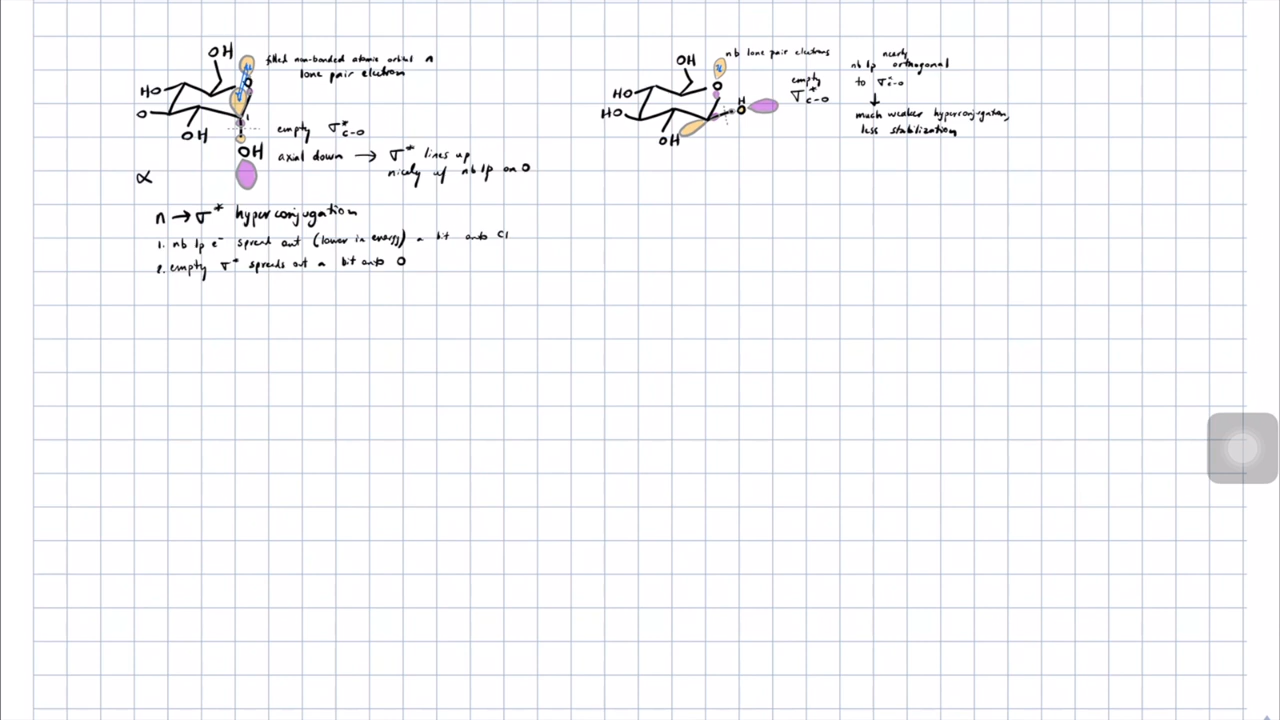 OH
filled non-bonded atomic orbital n
lone pair electron
HO
O
O
1
OH
empty σ*C-O
OH
axial down → σ* lines up
nicely w/ nb lp on O
α
n → σ* hyperconjugation
1. nb lp e⁻ spread out (lower in energy) a bit onto C1
2. empty σ* spreads out a bit onto O
nb lone pair electrons
OH
O
HO
HO
H
O
OH
empty
σ*C-O
nearly
nb lp orthogonal
to σ*C-O
↓
much weaker hyperconjugation,
less stabilization